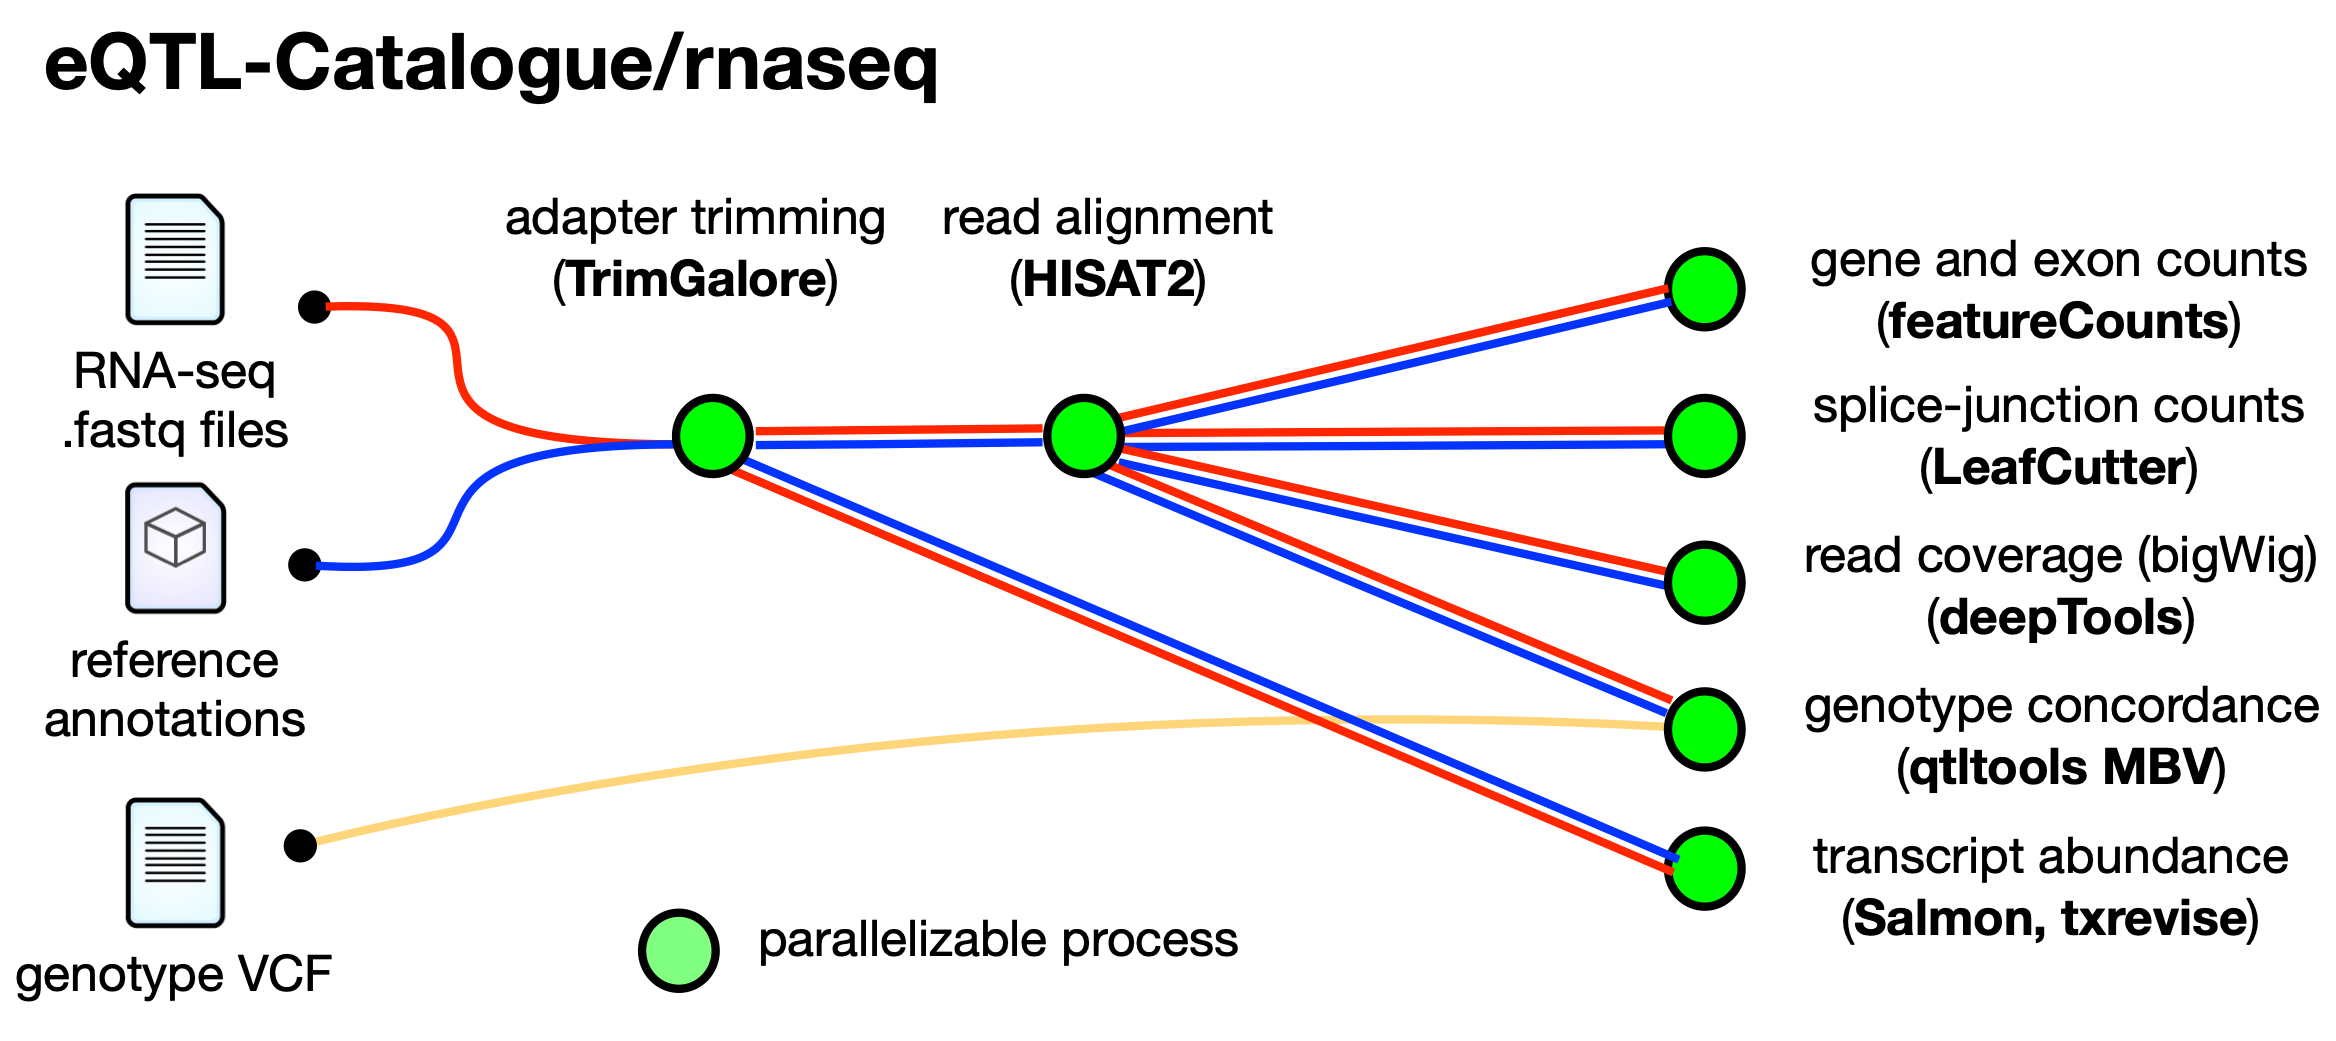 eQTL-Catalogue/rnaseq
RNA-seq
.fastq files
reference
annotations
genotype VCF
adapter trimming
(TrimGalore)
read alignment
(HISAT2)
gene and exon counts
(featureCounts)
splice-junction counts
(LeafCutter)
read coverage (bigWig)
(deepTools)
genotype concordance
(qtltools MBV)
transcript abundance
(Salmon, txrevise)
parallelizable process